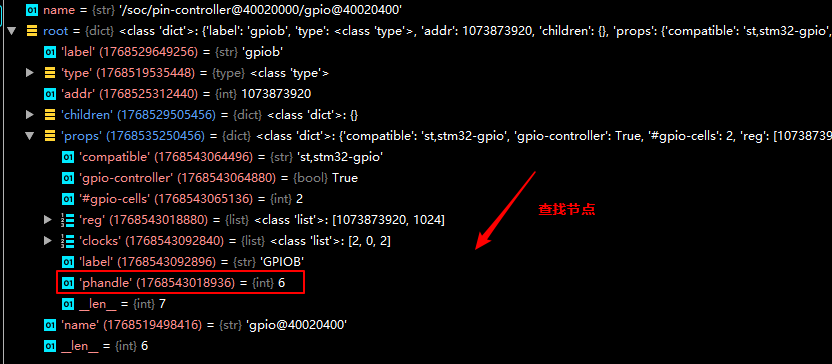 name = {str} '/soc/pin-controller@40020000/gpio@40020400'
root = {dict} <class 'dict'>: {'label': 'gpiob', 'type': <class 'type'>, 'addr': 1073873920, 'children': {}, 'props': {'compatible': 'st,stm32-gpio',
'label' (1768529649256) = {str} 'gpiob'
'type' (1768519535448) = {type} <class 'type'>
'addr' (1768525312440) = {int} 1073873920
'children' (1768529505456) = {dict} <class 'dict'>: {}
'props' (1768535250456) = {dict} <class 'dict'>: {'compatible': 'st,stm32-gpio', 'gpio-controller': True, '#gpio-cells': 2, 'reg': [10738739
'compatible' (1768543064496) = {str} 'st,stm32-gpio'
'gpio-controller' (1768543064880) = {bool} True
'#gpio-cells' (1768543065136) = {int} 2
'reg' (1768543018880) = {list} <class 'list'>: [1073873920, 1024]
查找节点
'clocks' (1768543092840) = {list} <class 'list'>: [2, 0, 2]
'label' (1768543092896) = {str} 'GPIOB'
'phandle' (1768543018936) = {int} 6
__len__ = {int} 7
'name' (1768519498416) = {str} 'gpio@40020400'
__len__ = {int} 6